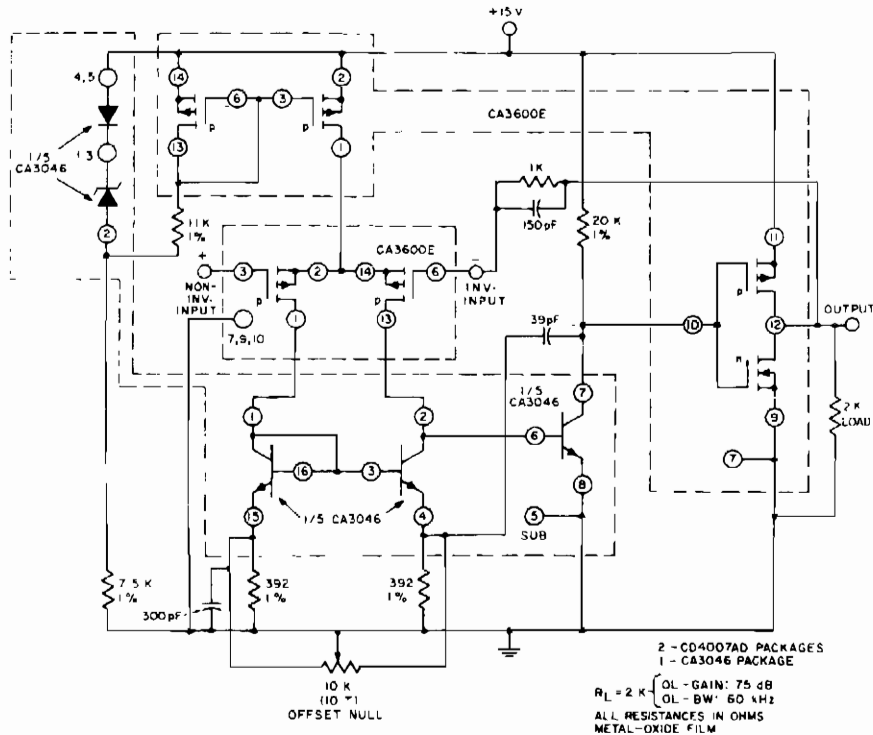 +15 V
4,5
14
2
6
3
CA3600E
P
P
1/5
CA3046
1,3
13
1
1K
150pF
20 K
1%
11
2
11K
1%
CA3600E
+
3
2
14
6
−
NON-
INV.
INPUT
INV.
INPUT
P
P
1
13
7,9,10
39pF
10
P
12
OUTPUT
n
1/5
CA3046
7
9
2K
LOAD
1
2
6
7
16
3
8
15
1/5 CA3046
4
5
SUB
7.5 K
1%
300pF
392
1%
392
1%
10 K
OFFSET NULL
2 - CD4007AD PACKAGES
1 - CA3046 PACKAGE
RL = 2 K { OL - GAIN: 75 dB
OL - BW: 60 kHz
ALL RESISTANCES IN OHMS
METAL-OXIDE FILM